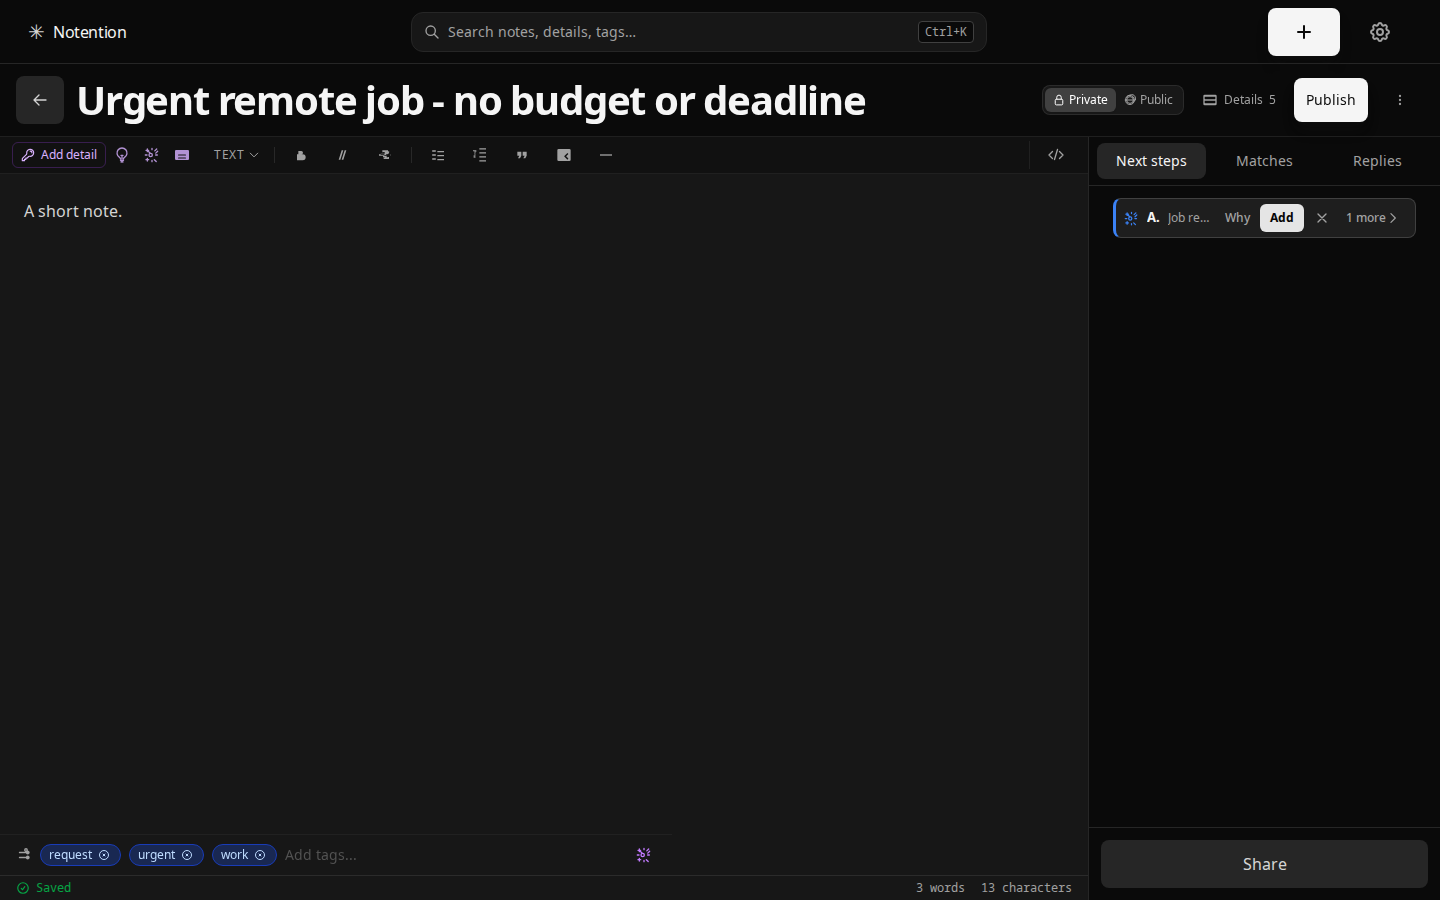 Notention
Search notes, details, tags...
Ctrl+K
Urgent remote job - no budget or deadline
Private
Public
Details 5
Publish
Add detail
TEXT
Next steps
Matches
Replies
A short note.
A. Job re... Why Add 1 more
request
urgent
work
Add tags...
Share
Saved
3 words 13 characters